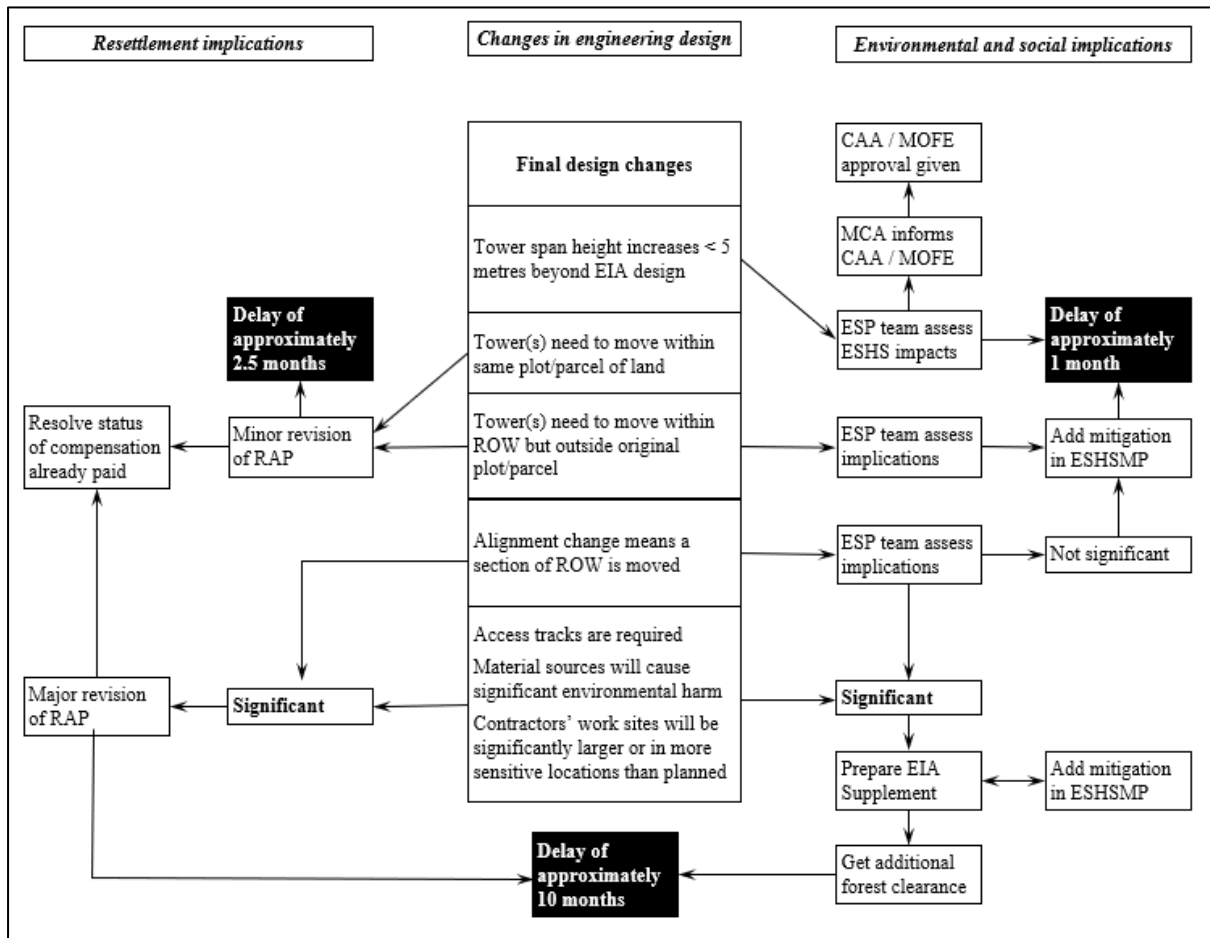 Resettlement implications
Changes in engineering design
Environmental and social implications
Final design changes
Tower span height increases < 5
metres beyond EIA design
Tower(s) need to move within
same plot/parcel of land
Tower(s) need to move within
ROW but outside original
plot/parcel
Alignment change means a
section of ROW is moved
Access tracks are required
Material sources will cause
significant environmental harm
Contractors’ work sites will be
significantly larger or in more
sensitive locations than planned
Delay of
approximately
2.5 months
Resolve status
of compensation
already paid
Minor revision
of RAP
Major revision
of RAP
Significant
CAA / MOFE
approval given
MCA informs
CAA / MOFE
ESP team assess
ESHS impacts
Delay of
approximately
1 month
ESP team assess
implications
Add mitigation
in ESHSMP
ESP team assess
implications
Not significant
Significant
Prepare EIA
Supplement
Add mitigation
in ESHSMP
Get additional
forest clearance
Delay of
approximately
10 months